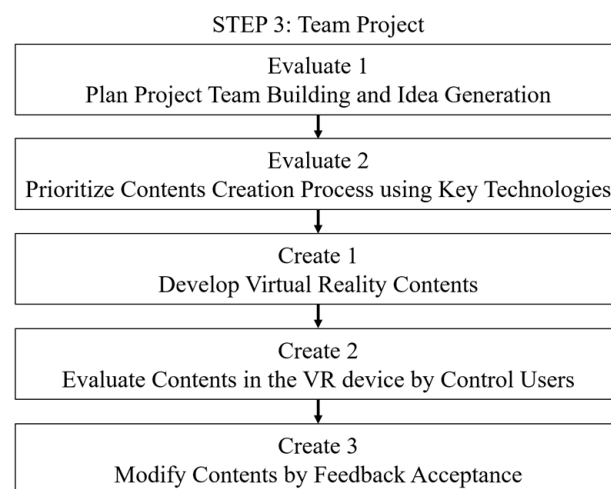 STEP 3: Team Project
Evaluate 1
Plan Project Team Building and Idea Generation
Evaluate 2
Prioritize Contents Creation Process using Key Technologies
Create 1
Develop Virtual Reality Contents
Create 2
Evaluate Contents in the VR device by Control Users
Create 3
Modify Contents by Feedback Acceptance